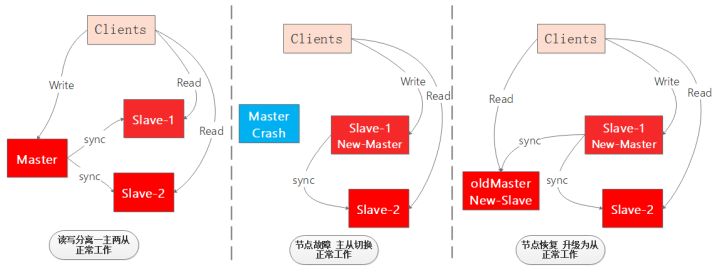 Clients
Write
Read
Read
Slave-1
sync
Master
sync
Slave-2
读写分离一主两从
正常工作
Clients
Write
Read
Master
Crash
Slave-1
New-Master
sync
Slave-2
节点故障 主从切换
正常工作
Clients
Write
Read
Read
Slave-1
New-Master
sync
sync
oldMaster
New-Slave
Slave-2
节点恢复 升级为从
正常工作